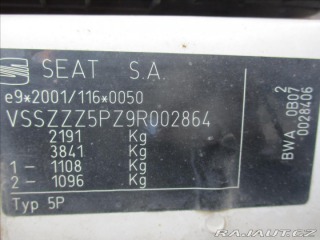 SEAT S.A.
e9*2001/116*0050
VSSZZZ5PZ9R002864
2191 Kg
3841 Kg
1- 1108 Kg
2- 1096 Kg
Typ 5P
BWA 0B07 2
0028406
RAJAUT.CZ